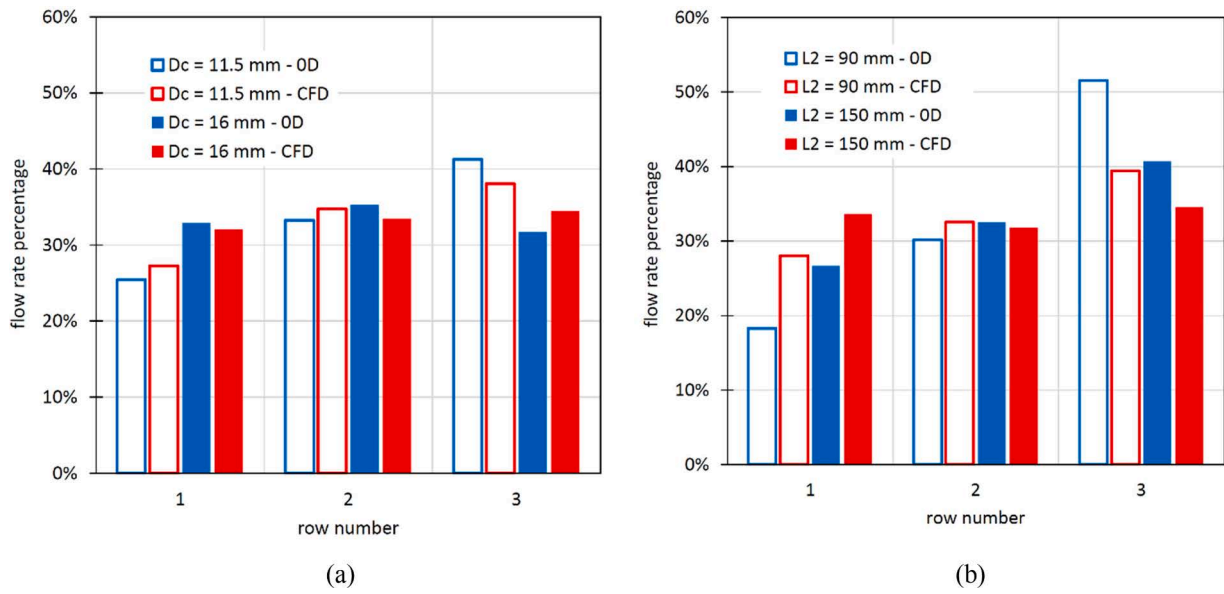 60%
50%
40%
30%
20%
10%
0%
flow rate percentage
Dc = 11.5 mm - 0D
Dc = 11.5 mm - CFD
Dc = 16 mm - 0D
Dc = 16 mm - CFD
1 2 3
row number
(a)
60%
50%
40%
30%
20%
10%
0%
flow rate percentage
L2 = 90 mm - 0D
L2 = 90 mm - CFD
L2 = 150 mm - 0D
L2 = 150 mm - CFD
1 2 3
row number
(b)